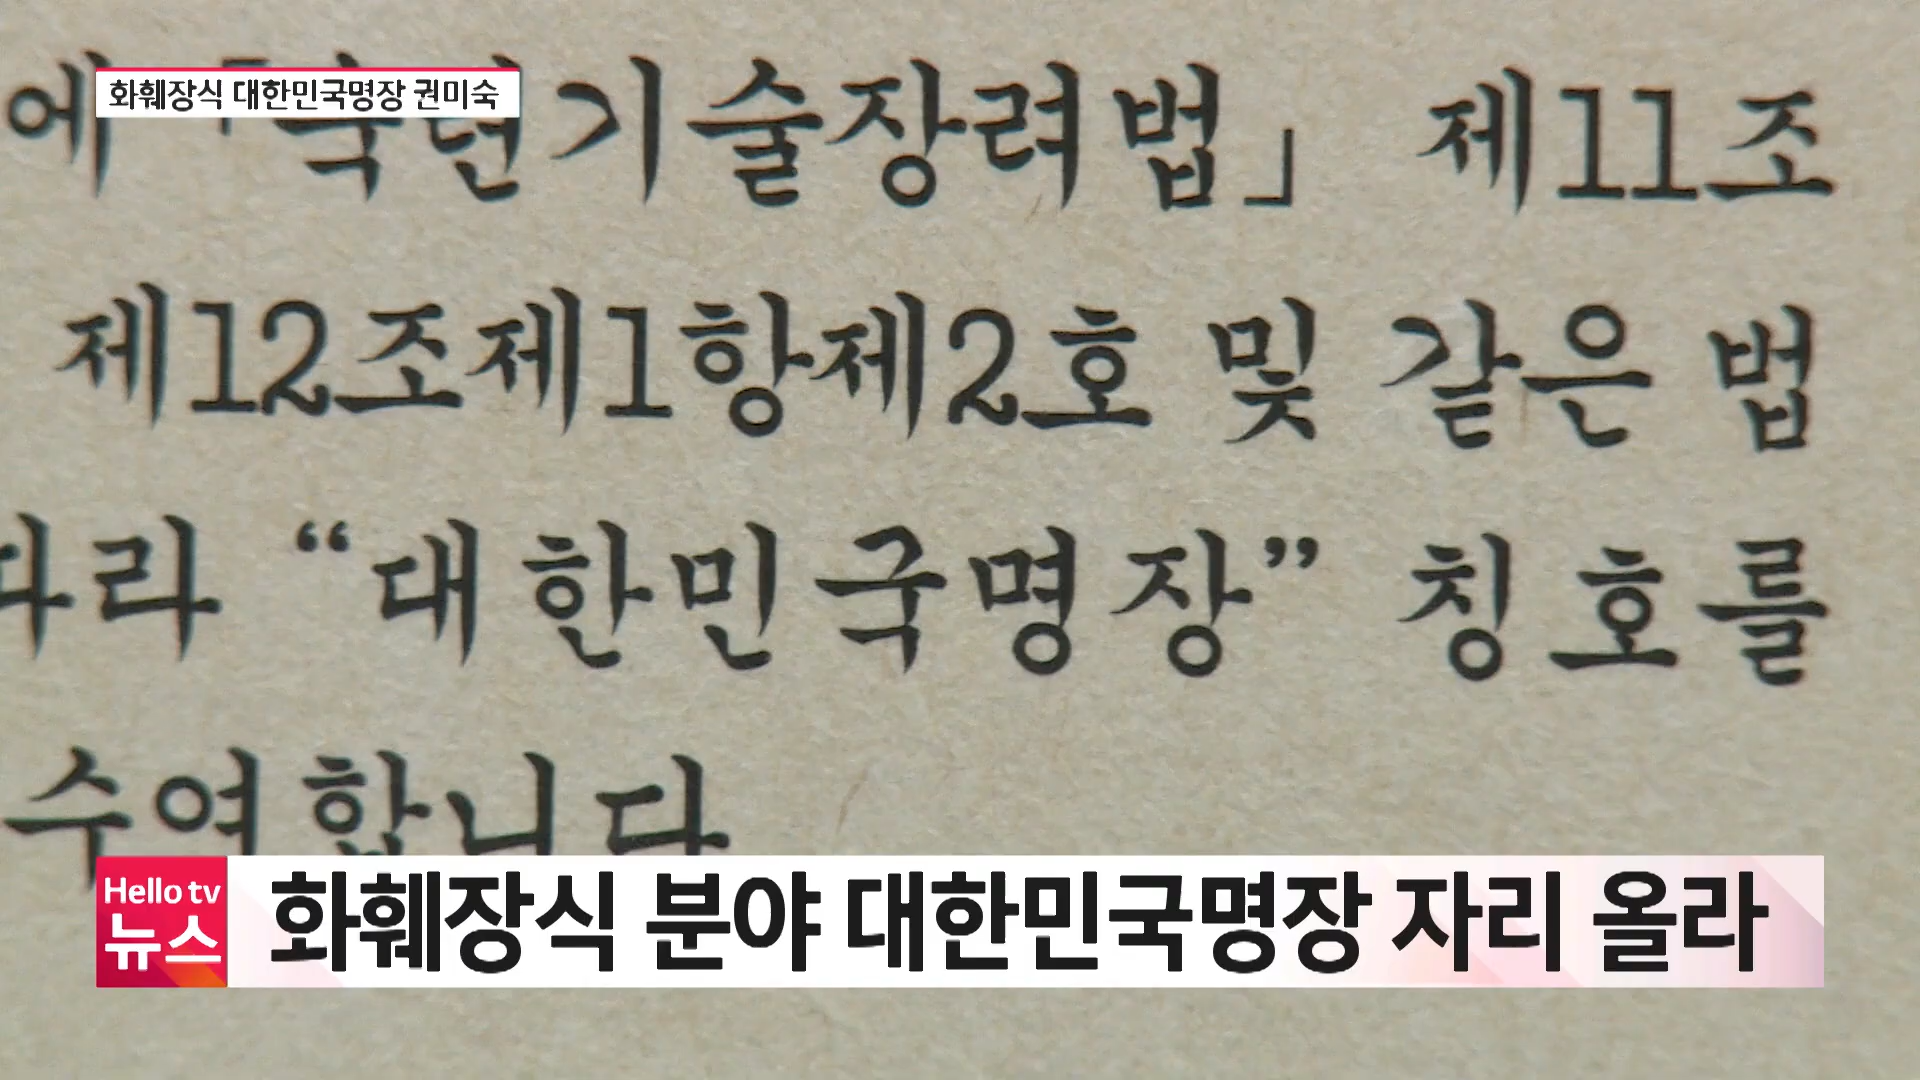 화훼장식 대한민국명장 권미숙
에 「숙련기술장려법」 제11조
제12조제1항제2호 및 같은 법
따라 “대한민국명장” 칭호를
수여합니다
Hello tv
뉴스
화훼장식 분야 대한민국명장 자리 올라